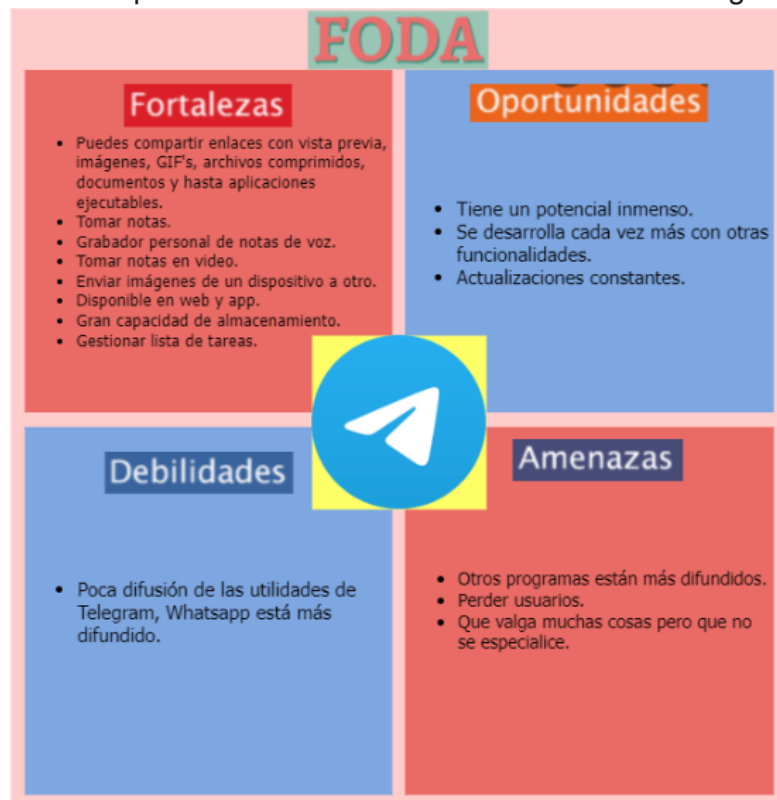 FODA
Fortalezas
• Puedes compartir enlaces con vista previa,
imágenes, GIF's, archivos comprimidos,
documentos y hasta aplicaciones
ejecutables.
• Tomar notas.
• Grabador personal de notas de voz.
• Tomar notas en video.
• Enviar imágenes de un dispositivo a otro.
• Disponible en web y app.
• Gran capacidad de almacenamiento.
• Gestionar lista de tareas.
Oportunidades
• Tiene un potencial inmenso.
• Se desarrolla cada vez más con otras
funcionalidades.
• Actualizaciones constantes.
Debilidades
• Poca difusión de las utilidades de
Telegram, Whatsapp está más
difundido.
Amenazas
• Otros programas están más difundidos.
• Perder usuarios.
• Que valga muchas cosas pero que no
se especialice.